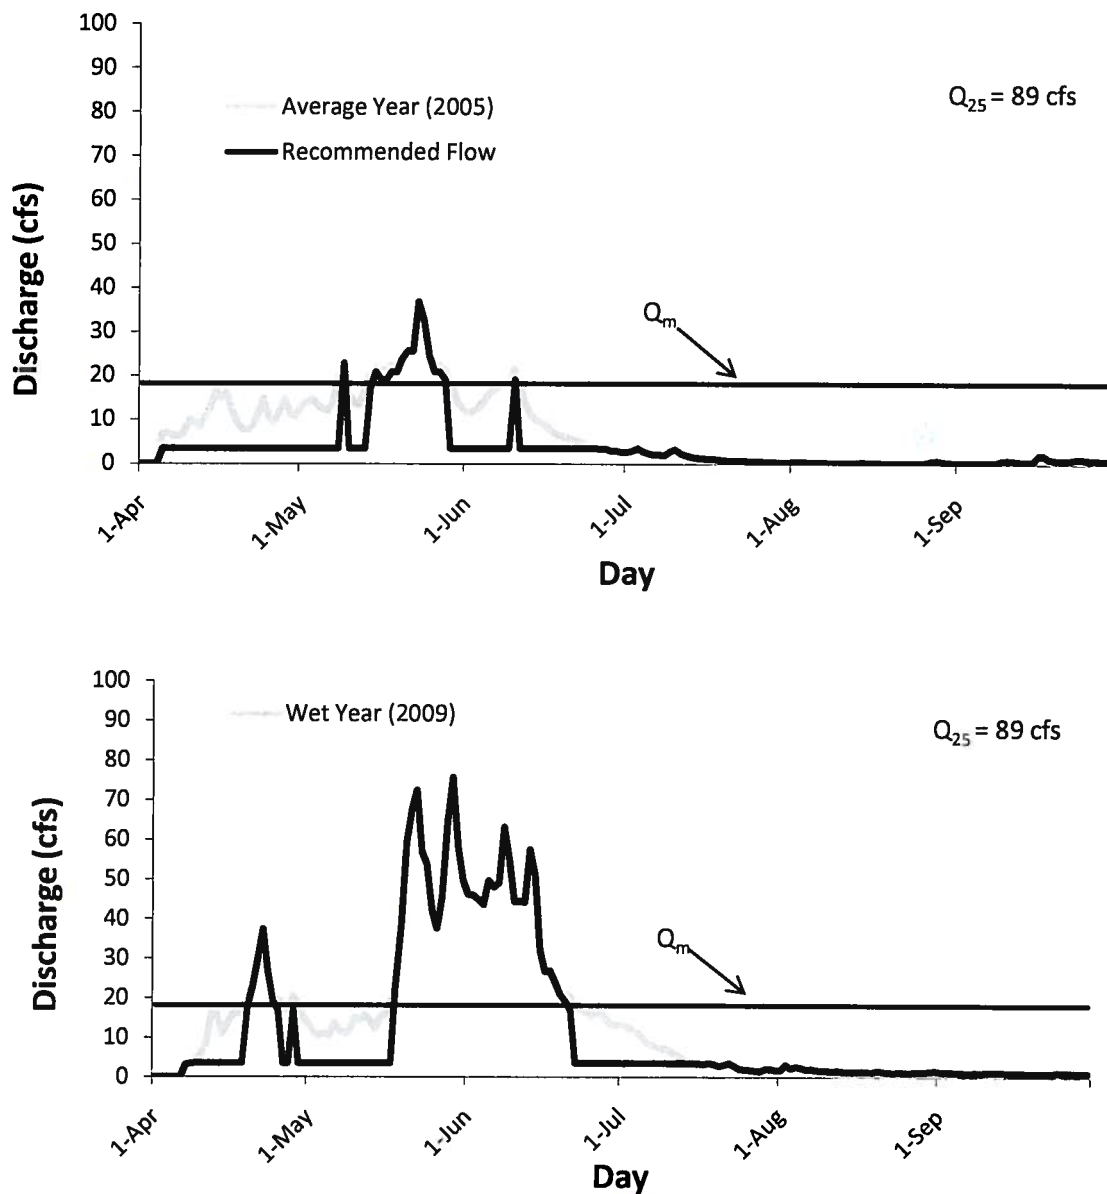 100
90
80
70
60
50
40
30
20
10
0
Discharge (cfs)
Average Year (2005)
Recommended Flow
Q25 = 89 cfs
Qm
1-Apr
1-May
1-Jun
1-Jul
1-Aug
1-Sep
Day
100
90
80
70
60
50
40
30
20
10
0
Discharge (cfs)
Wet Year (2009)
Q25 = 89 cfs
Qm
1-Apr
1-May
1-Jun
1-Jul
1-Aug
1-Sep
Day